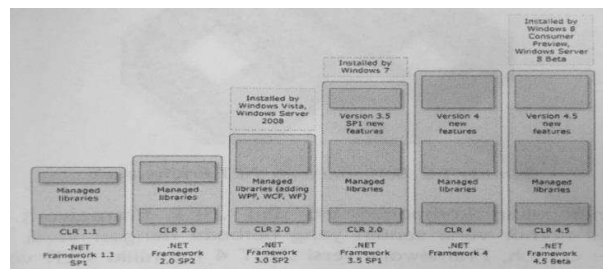 Installed by
Windows 8
Consumer
Preview,
Windows Server
8 Beta
Installed by
Windows 7
Installed by
Windows Vista,
Windows Server
2008
Version 3.5
SP1 new
features
Version 4
new
features
Version 4.5
new
features
Managed
libraries
Managed
libraries
Managed
libraries (adding
WPF, WCF, WF)
Managed
libraries
Managed
libraries
Managed
libraries
CLR 1.1
CLR 2.0
CLR 2.0
CLR 2.0
CLR 4
CLR 4.5
.NET
Framework 1.1
SP1
.NET
Framework
2.0 SP2
.NET
Framework
3.0 SP2
.NET
Framework
3.5 SP1
.NET
Framework 4
.NET
Framework
4.5 Beta